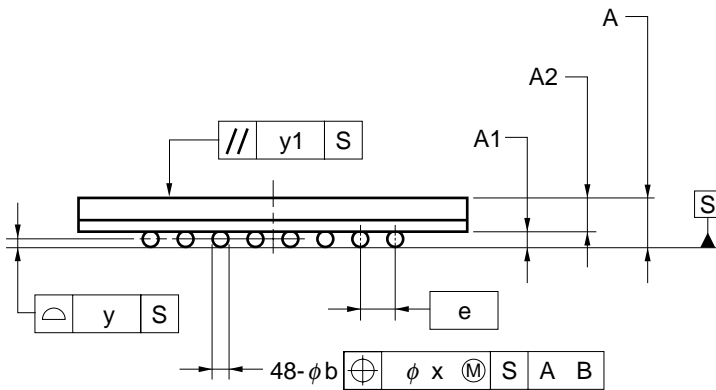 A
A2
A1
// y1 S
S
⌓ y S
e
48-φb ⌖ φ x Ⓜ S A B